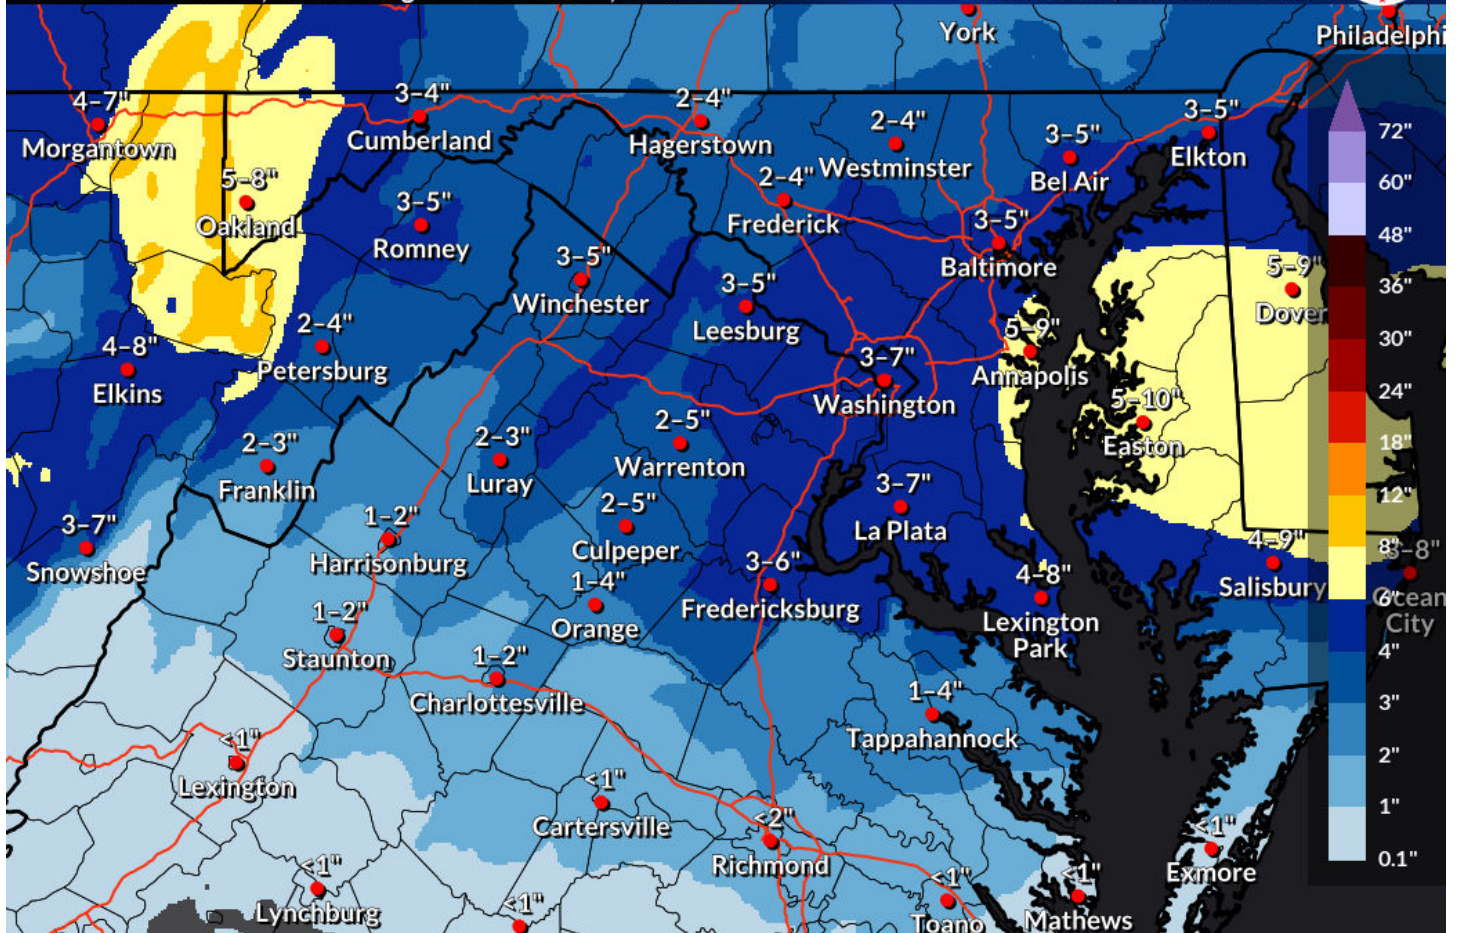 York
Philadelphi
4–7"
Morgantown
3–4"
Cumberland
2–4"
Hagerstown
2–4"
Westminster
3–5"
Bel Air
3–5"
Elkton
72"
5–8"
Oakland
3–5"
Romney
2–4"
Frederick
3–5"
Baltimore
60"
48"
3–5"
Winchester
3–5"
Leesburg
5–9"
Dover
36"
2–4"
Petersburg
4–8"
Elkins
3–7"
Washington
5–9"
Annapolis
30"
24"
5–10"
Easton
18"
2–3"
Franklin
2–3"
Luray
2–5"
Warrenton
12"
3–7"
Snowshoe
1–2"
Harrisonburg
2–5"
Culpeper
3–7"
La Plata
4–9"
Salisbury
8"
3–8"
Ocean
City
6"
1–4"
Orange
3–6"
Fredericksburg
4–8"
Lexington
Park
4"
1–2"
Staunton
1–2"
Charlottesville
1–4"
Tappahannock
3"
2"
<1"
Lexington
<1"
Cartersville
<2"
Richmond
<1"
Exmore
1"
0.1"
<1"
Lynchburg
<1"
<1"
Toano
<1"
Mathews